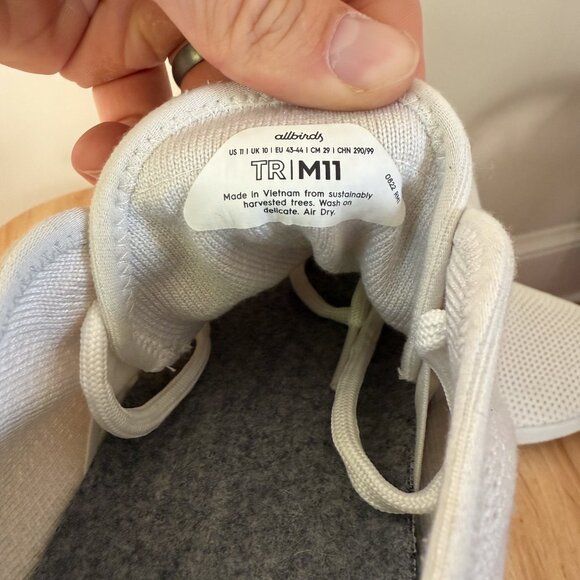 allbirds
US 11 | UK 10 | EU 43-44 | CM 29 | CHN 290/99
TR|M11
Made in Vietnam from sustainably
harvested trees. Wash on
delicate. Air Dry.
0822